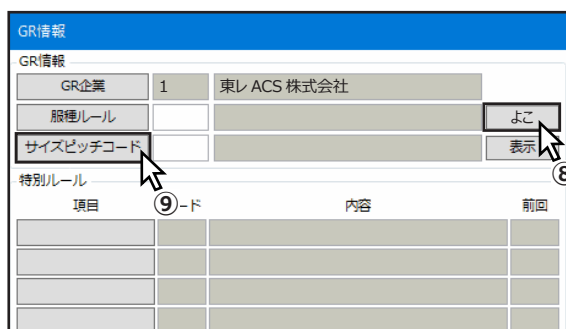 GR情報
GR情報
GR企業 1 東レ ACS 株式会社
服種ルール よこ
サイズピッチコード 表示
⑧
特別ルール
⑨
項目 ード 内容 前回